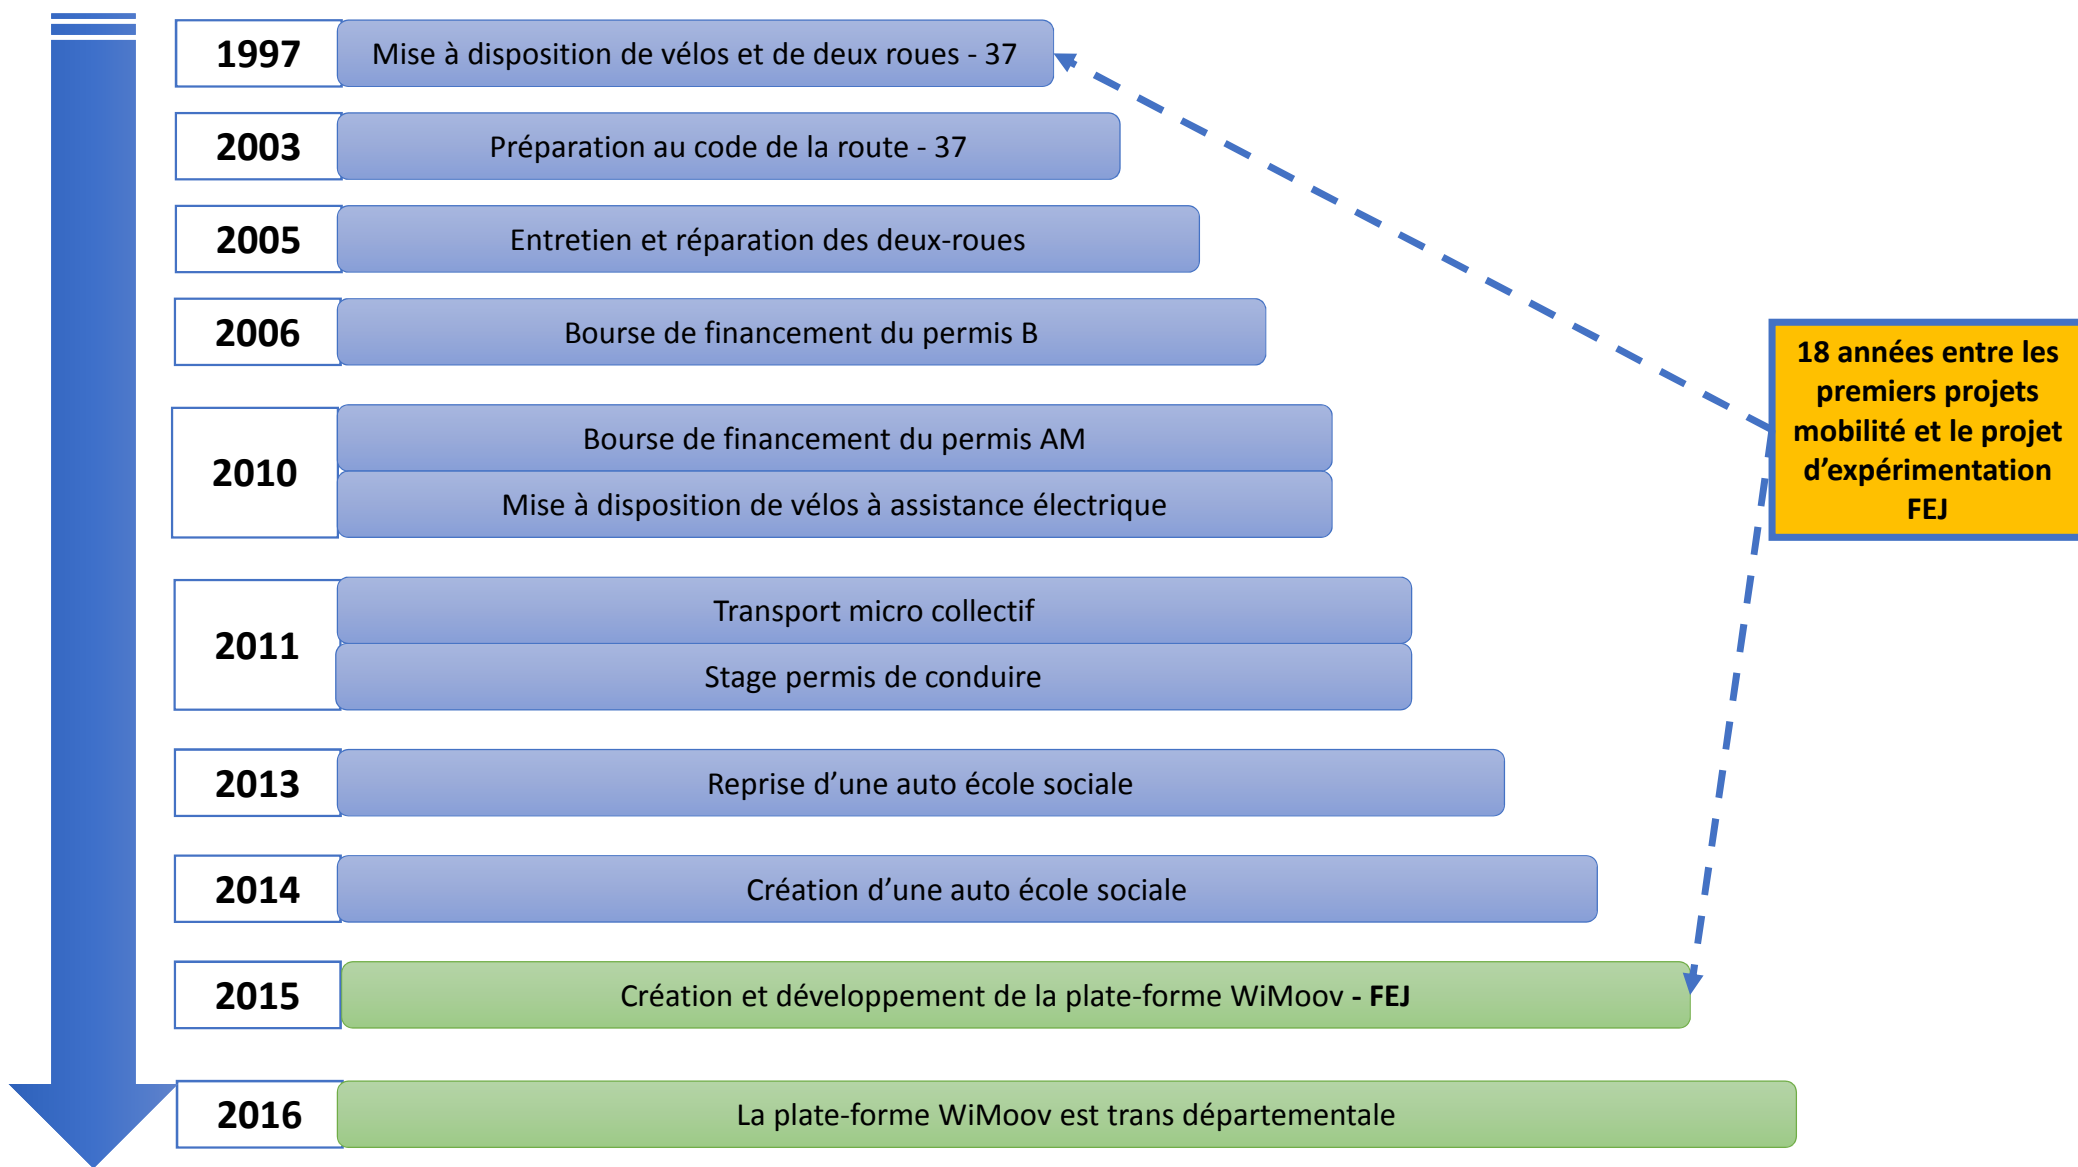 1997
Mise à disposition de vélos et de deux roues - 37
2003
Préparation au code de la route - 37
2005
Entretien et réparation des deux-roues
2006
Bourse de financement du permis B
2010
Bourse de financement du permis AM
Mise à disposition de vélos à assistance électrique
2011
Transport micro collectif
Stage permis de conduire
2013
Reprise d’une auto école sociale
2014
Création d’une auto école sociale
2015
Création et développement de la plate-forme WiMoov - FEJ
2016
La plate-forme WiMoov est trans départementale
18 années entre les
premiers projets
mobilité et le projet
d’expérimentation
FEJ